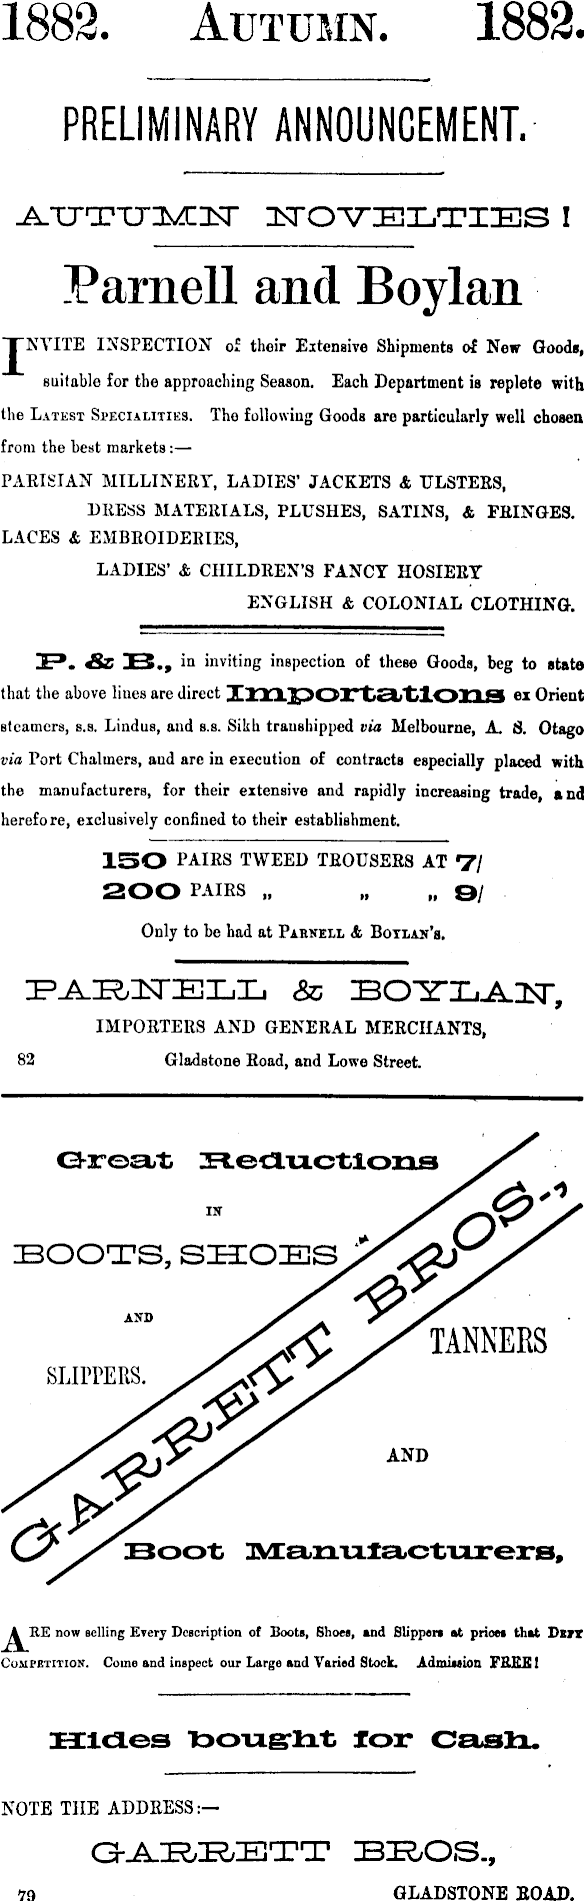 1882. AUTUMN. 1882.
PRELIMINARY ANNOUNCEMENT.
AUTUMN NOVELTIES!
Parnell and Boylan
INVITE INSPECTION of their Extensive Shipments of New Goods,
suitable for the approaching Season. Each Department is replete with
the LATEST SPECIALITIES. The following Goods are particularly well chosen
from the best markets:—
PARISIAN MILLINERY, LADIES' JACKETS & ULSTERS,
DRESS MATERIALS, PLUSHES, SATINS, & FRINGES.
LACES & EMBROIDERIES,
LADIES' & CHILDREN'S FANCY HOSIERY
ENGLISH & COLONIAL CLOTHING.
P. & B., in inviting inspection of these Goods, beg to state
that the above lines are direct Importations ex Orient
steamers, s.s. Lindus, and s.s. Sikh transhipped via Melbourne, A. S. Otago
via Port Chalmers, and are in execution of contracts especially placed with
the manufacturers, for their extensive and rapidly increasing trade, and
herefore, exclusively confined to their establishment.
150 PAIRS TWEED TROUSERS AT 7/
200 PAIRS „ „ „ 9/
Only to be had at PARNELL & BOYLAN'S.
PARNELL & BOYLAN,
IMPORTERS AND GENERAL MERCHANTS,
82 Gladstone Road, and Lowe Street.
Great Reductions
IN
BOOTS, SHOES
AND
SLIPPERS.
GARRETT BROS.,
TANNERS
AND
Boot Manufacturers,
ARE now selling Every Description of Boots, Shoes, and Slippers at prices that DEFY
COMPETITION. Come and inspect our Large and Varied Stock. Admission FREE!
Hides bought for Cash.
NOTE THE ADDRESS:—
GARRETT BROS.,
79 GLADSTONE ROAD.